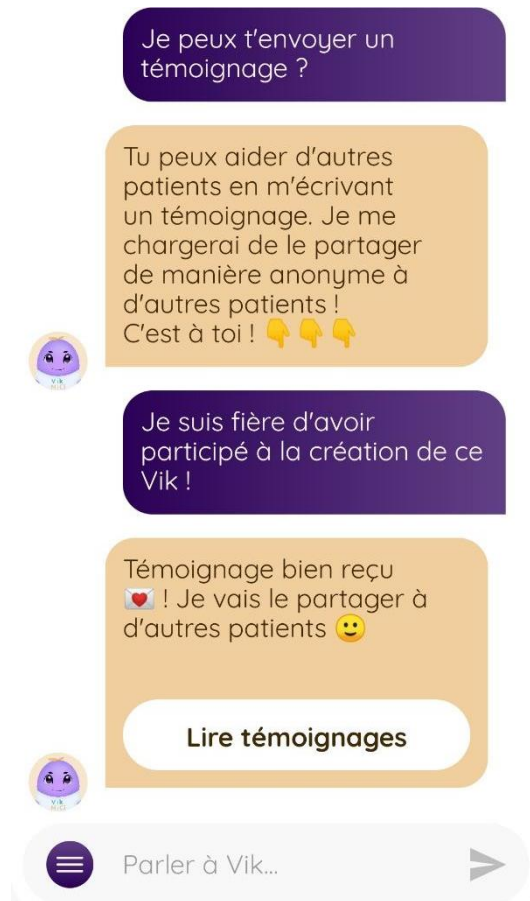 Je peux t'envoyer un
témoignage ?
Tu peux aider d'autres
patients en m'écrivant
un témoignage. Je me
chargerai de le partager
de manière anonyme à
d'autres patients !
C'est à toi ! 👇👇👇
Vik
Je suis fière d'avoir
participé à la création de ce
Vik !
Témoignage bien reçu
💌 ! Je vais le partager à
d'autres patients 🙂
Lire témoignages
Vik
Parler à Vik...